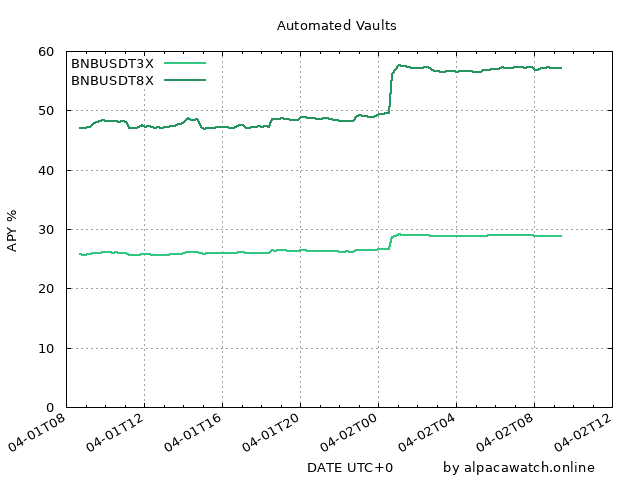 Automated Vaults
BNBUSDT3X
BNBUSDT8X
APY %
60
50
40
30
20
10
0
04-01T08
04-01T12
04-01T16
04-01T20
04-02T00
04-02T04
04-02T08
04-02T12
DATE UTC+0
by alpacawatch.online